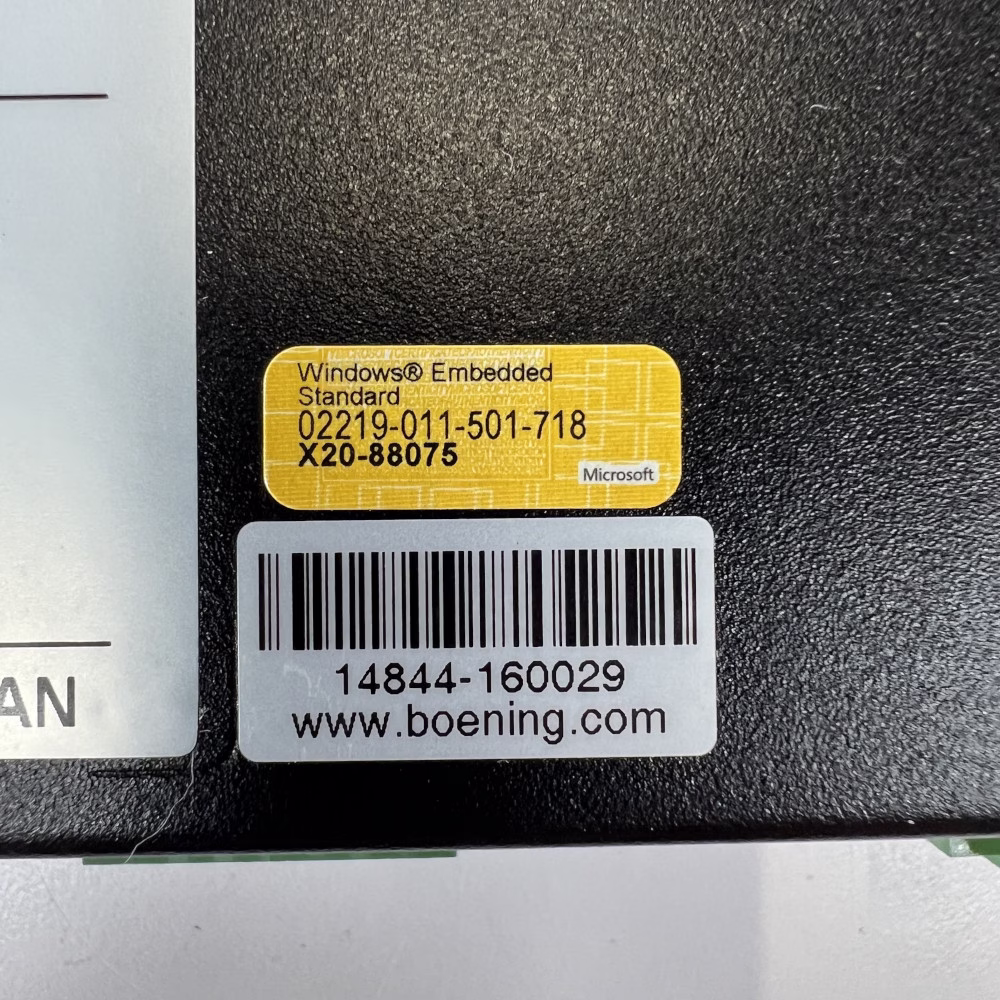 Windows® Embedded
Standard
02219-011-501-718
X20-88075
Microsoft
14844-160029
www.boening.com
AN